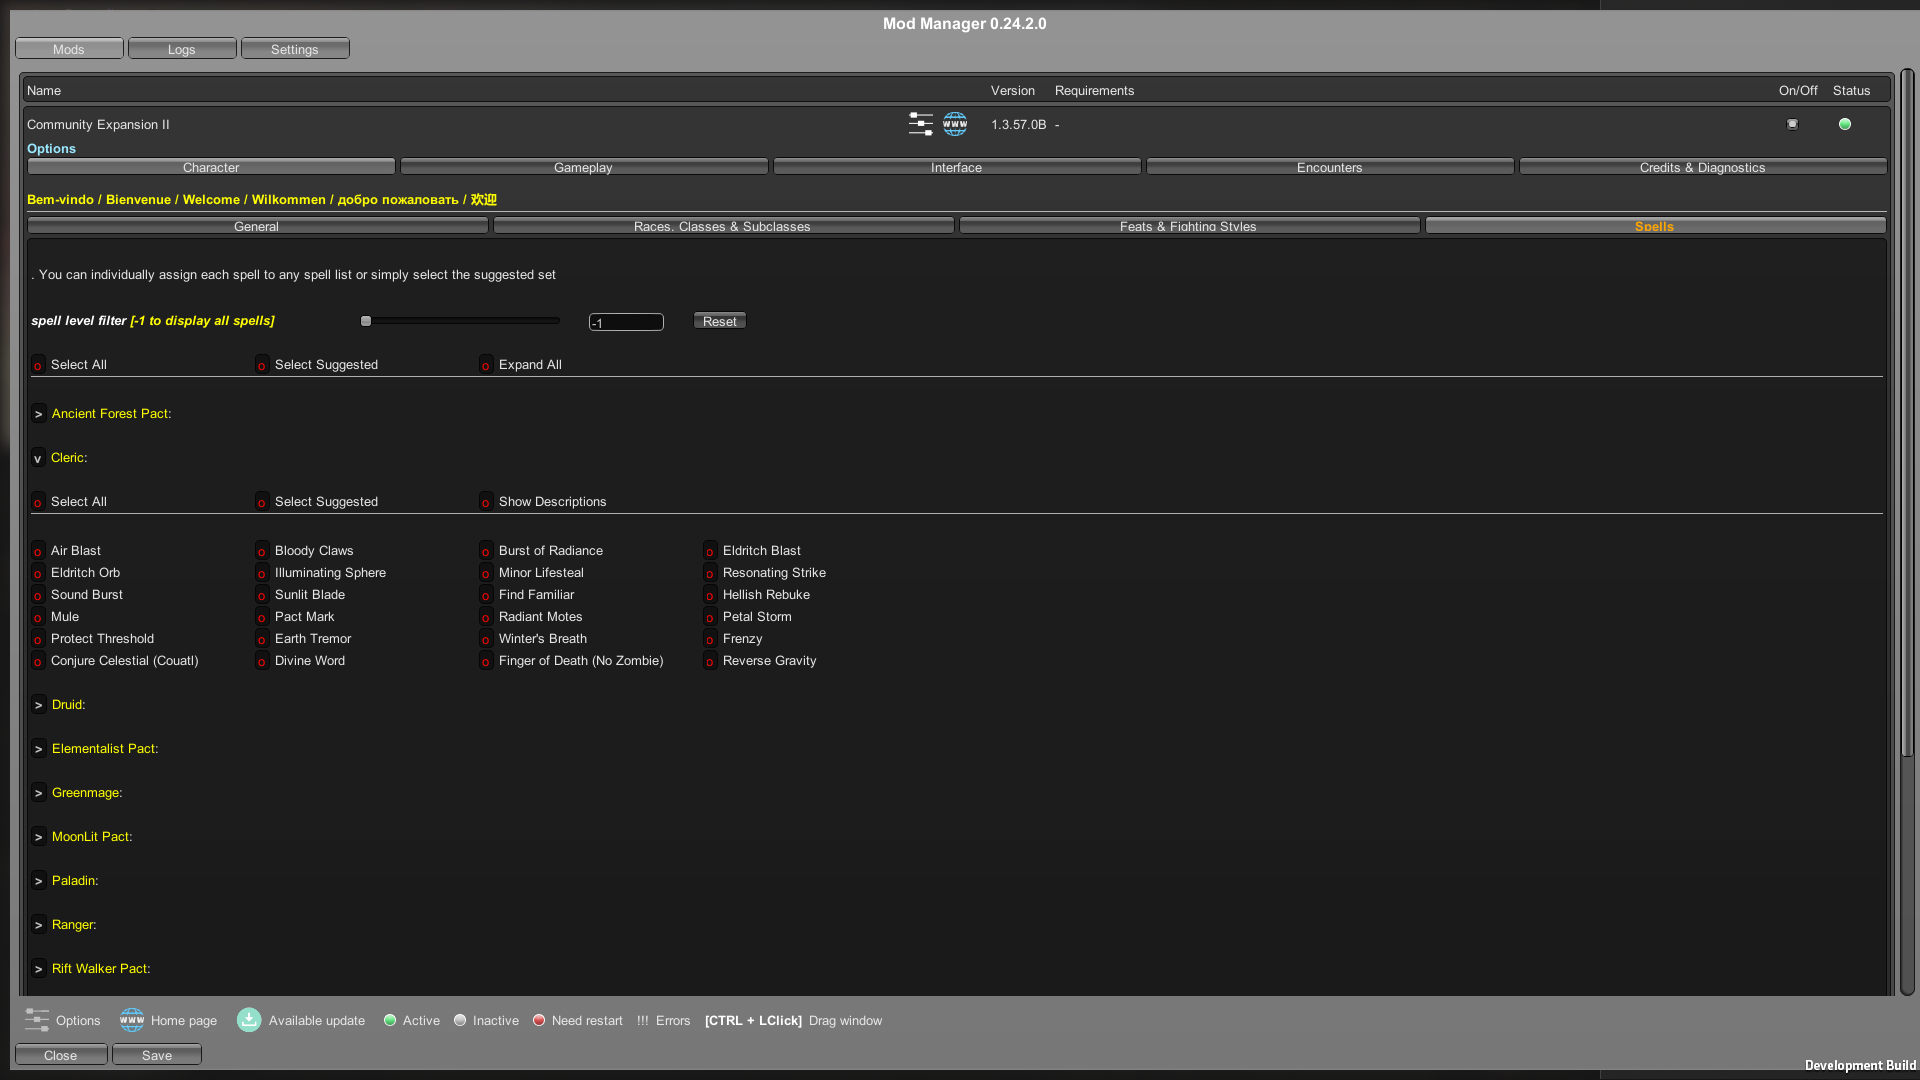 Mod Manager 0.24.2.0
Mods Logs Settings
Name Version Requirements On/Off Status
Community Expansion II www 1.3.57.0B -
Options
Character Gameplay Interface Encounters Credits & Diagnostics
Bem-vindo / Bienvenue / Welcome / Wilkommen / добро пожаловать / 欢迎
General Races, Classes & Subclasses Feats & Fighting Styles Spells
. You can individually assign each spell to any spell list or simply select the suggested set
spell level filter [-1 to display all spells] -1 Reset
o Select All o Select Suggested o Expand All
> Ancient Forest Pact:
v Cleric:
o Select All o Select Suggested o Show Descriptions
o Air Blast o Bloody Claws o Burst of Radiance o Eldritch Blast
o Eldritch Orb o Illuminating Sphere o Minor Lifesteal o Resonating Strike
o Sound Burst o Sunlit Blade o Find Familiar o Hellish Rebuke
o Mule o Pact Mark o Radiant Motes o Petal Storm
o Protect Threshold o Earth Tremor o Winter's Breath o Frenzy
o Conjure Celestial (Couatl) o Divine Word o Finger of Death (No Zombie) o Reverse Gravity
> Druid:
> Elementalist Pact:
> Greenmage:
> MoonLit Pact:
> Paladin:
> Ranger:
> Rift Walker Pact:
Options www Home page Available update Active Inactive Need restart !!! Errors [CTRL + LClick] Drag window
Close Save
Development Build